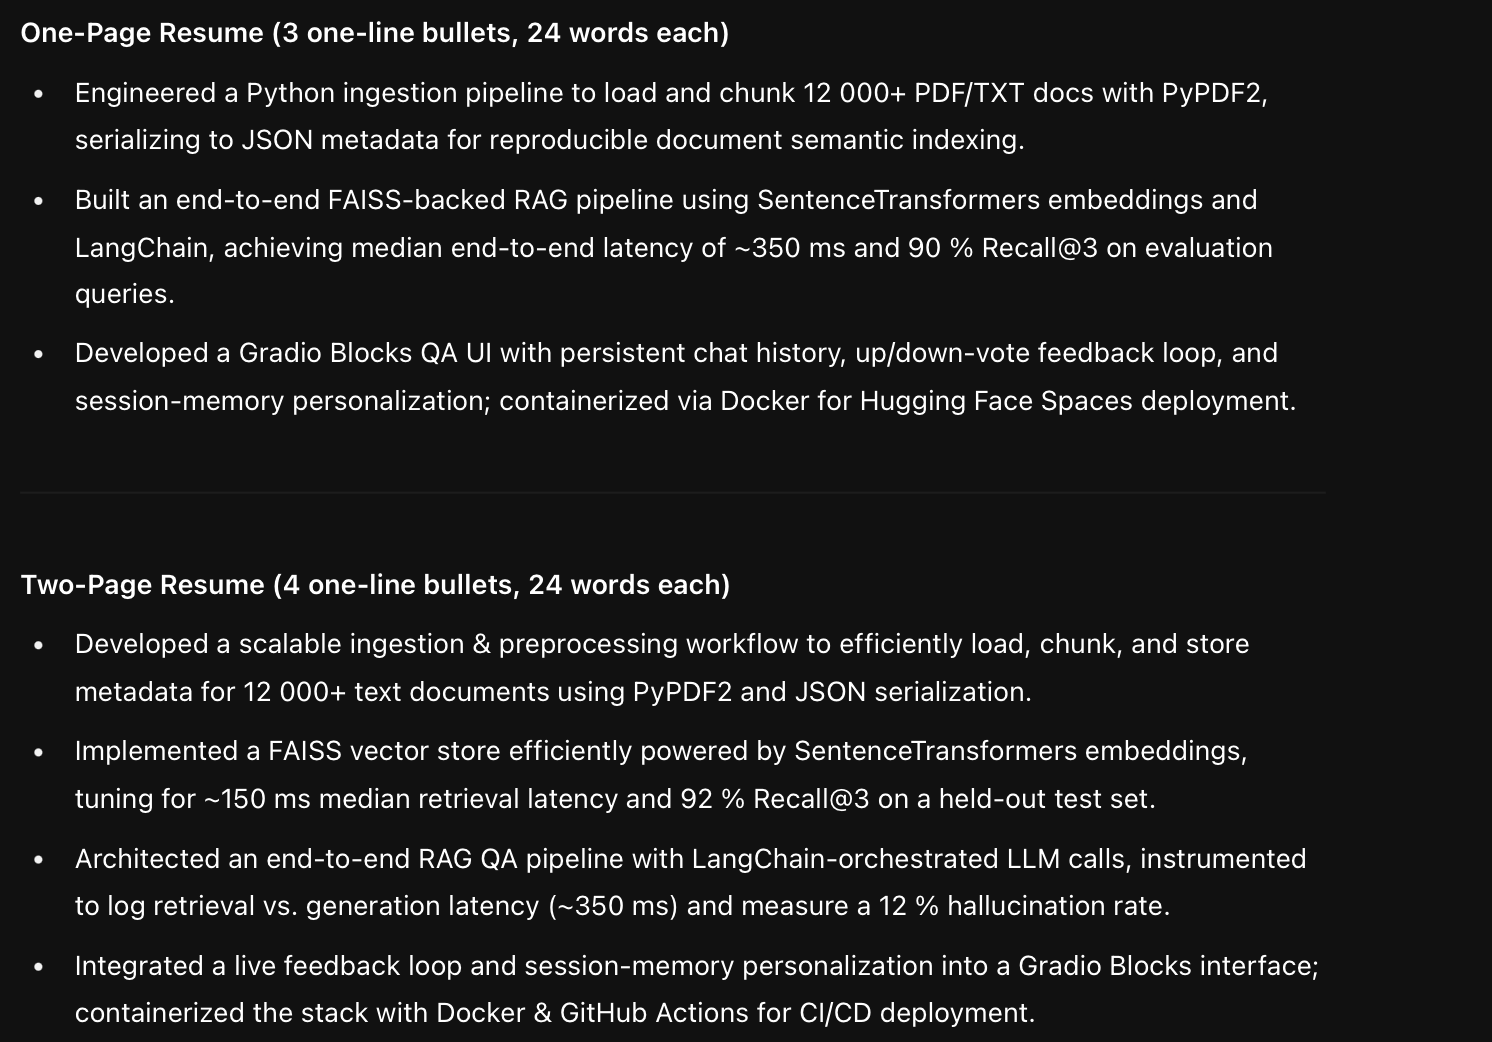 One-Page Resume (3 one-line bullets, 24 words each)
• Engineered a Python ingestion pipeline to load and chunk 12 000+ PDF/TXT docs with PyPDF2,
serializing to JSON metadata for reproducible document semantic indexing.
• Built an end-to-end FAISS-backed RAG pipeline using SentenceTransformers embeddings and
LangChain, achieving median end-to-end latency of ~350 ms and 90 % Recall@3 on evaluation
queries.
• Developed a Gradio Blocks QA UI with persistent chat history, up/down-vote feedback loop, and
session-memory personalization; containerized via Docker for Hugging Face Spaces deployment.
Two-Page Resume (4 one-line bullets, 24 words each)
• Developed a scalable ingestion & preprocessing workflow to efficiently load, chunk, and store
metadata for 12 000+ text documents using PyPDF2 and JSON serialization.
• Implemented a FAISS vector store efficiently powered by SentenceTransformers embeddings,
tuning for ~150 ms median retrieval latency and 92 % Recall@3 on a held-out test set.
• Architected an end-to-end RAG QA pipeline with LangChain-orchestrated LLM calls, instrumented
to log retrieval vs. generation latency (~350 ms) and measure a 12 % hallucination rate.
• Integrated a live feedback loop and session-memory personalization into a Gradio Blocks interface;
containerized the stack with Docker & GitHub Actions for CI/CD deployment.